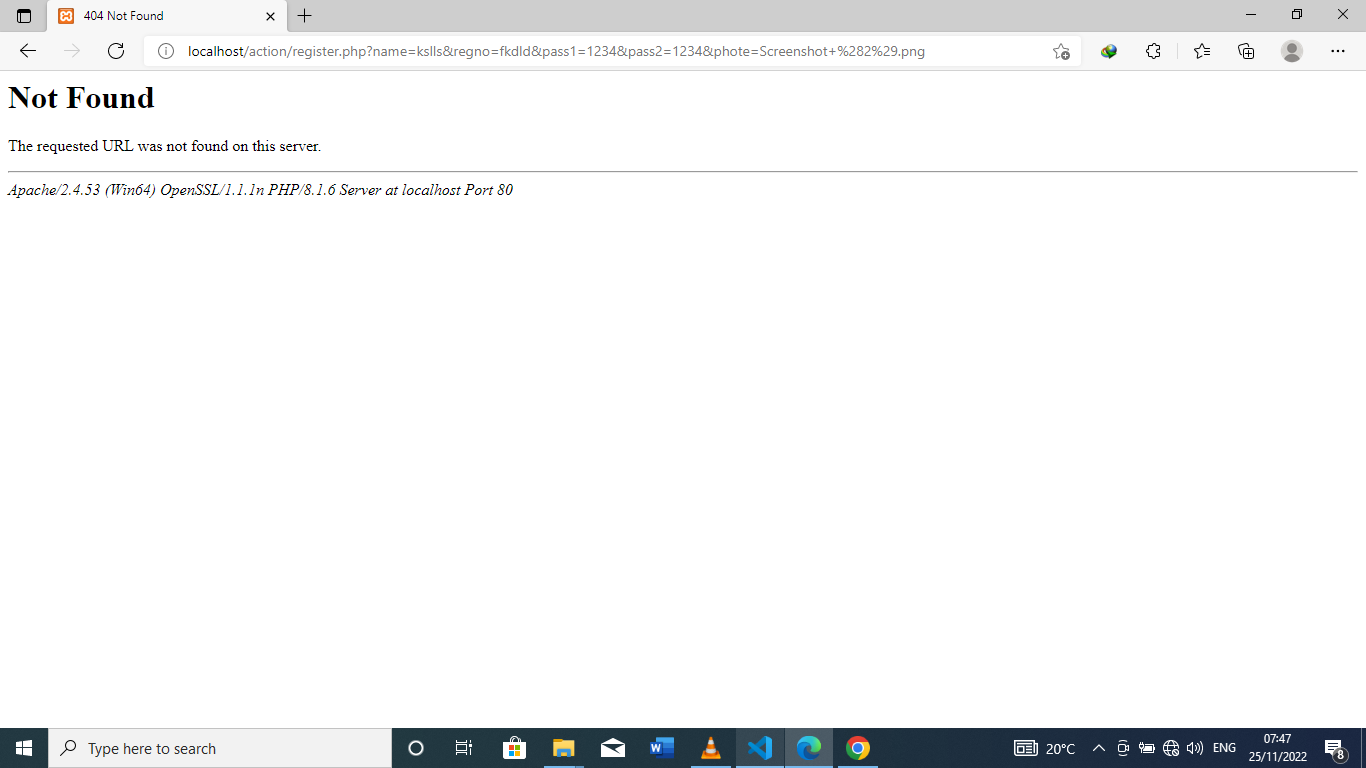 404 Not Found
localhost/action/register.php?name=kslls&regno=fkdld&pass1=1234&pass2=1234&phote=Screenshot+%282%29.png
Not Found
The requested URL was not found on this server.
Apache/2.4.53 (Win64) OpenSSL/1.1.1n PHP/8.1.6 Server at localhost Port 80
Type here to search
20°C
ENG
07:47
25/11/2022
8